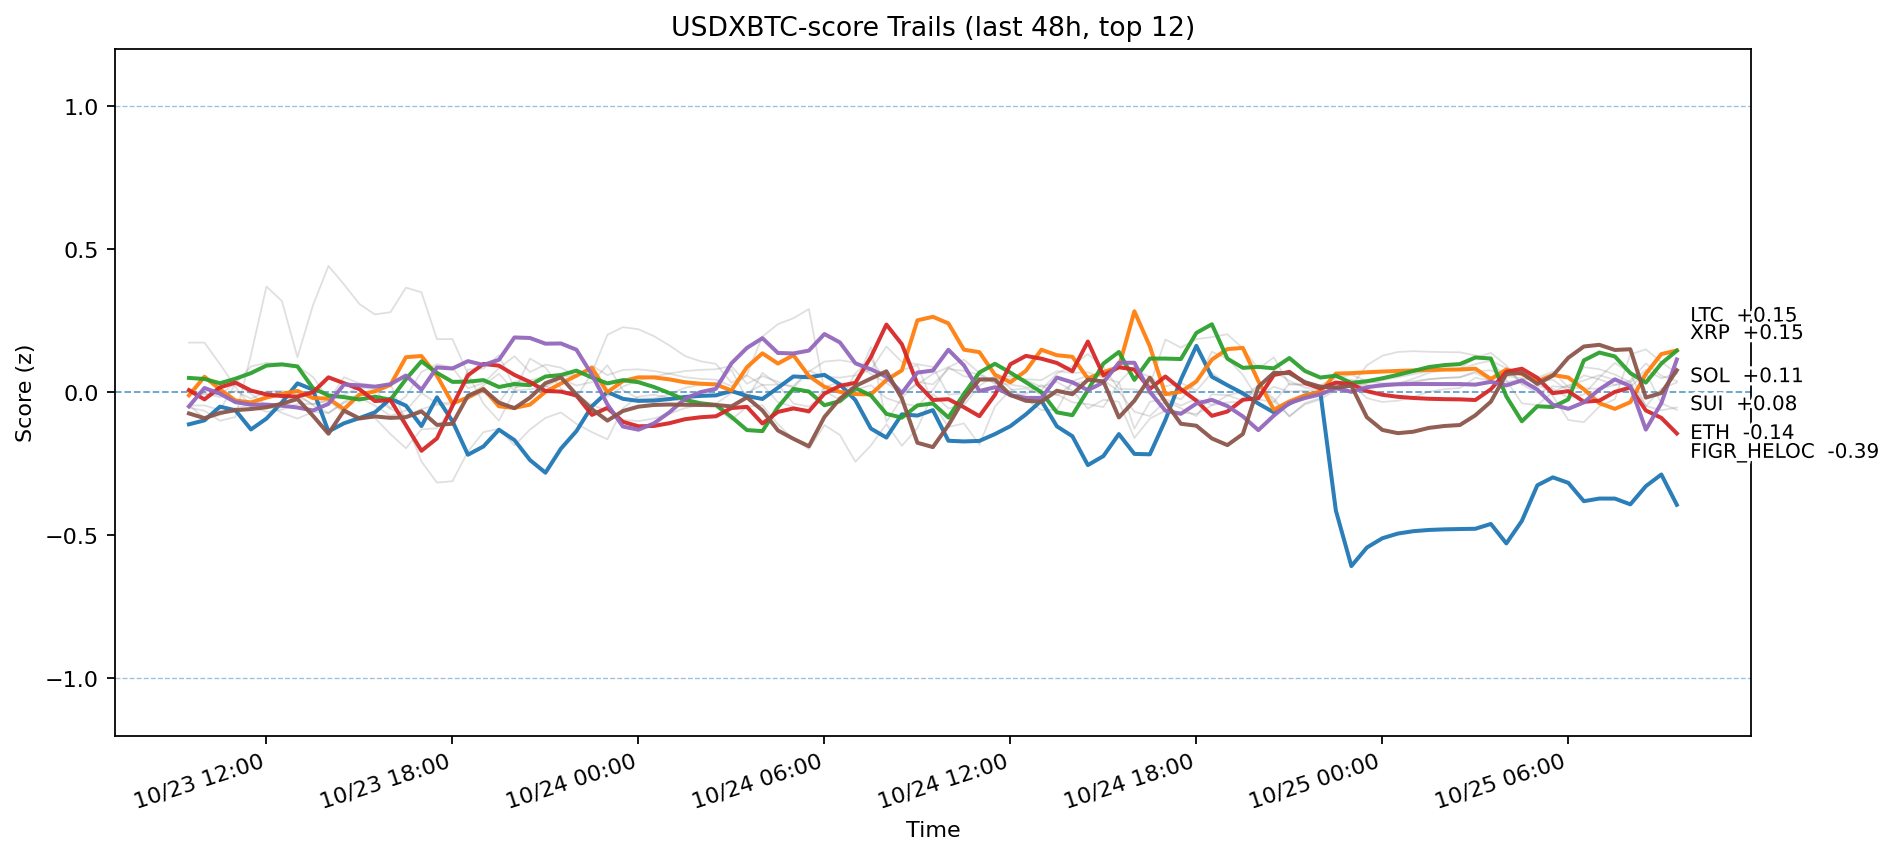 USDXBTC-score Trails (last 48h, top 12)
Score (z)
1.0
0.5
0.0
−0.5
−1.0
LTC +0.15
XRP +0.15
SOL +0.11
SUI +0.08
ETH -0.14
FIGR_HELOC -0.39
10/23 12:00
10/23 18:00
10/24 00:00
10/24 06:00
10/24 12:00
10/24 18:00
10/25 00:00
10/25 06:00
Time